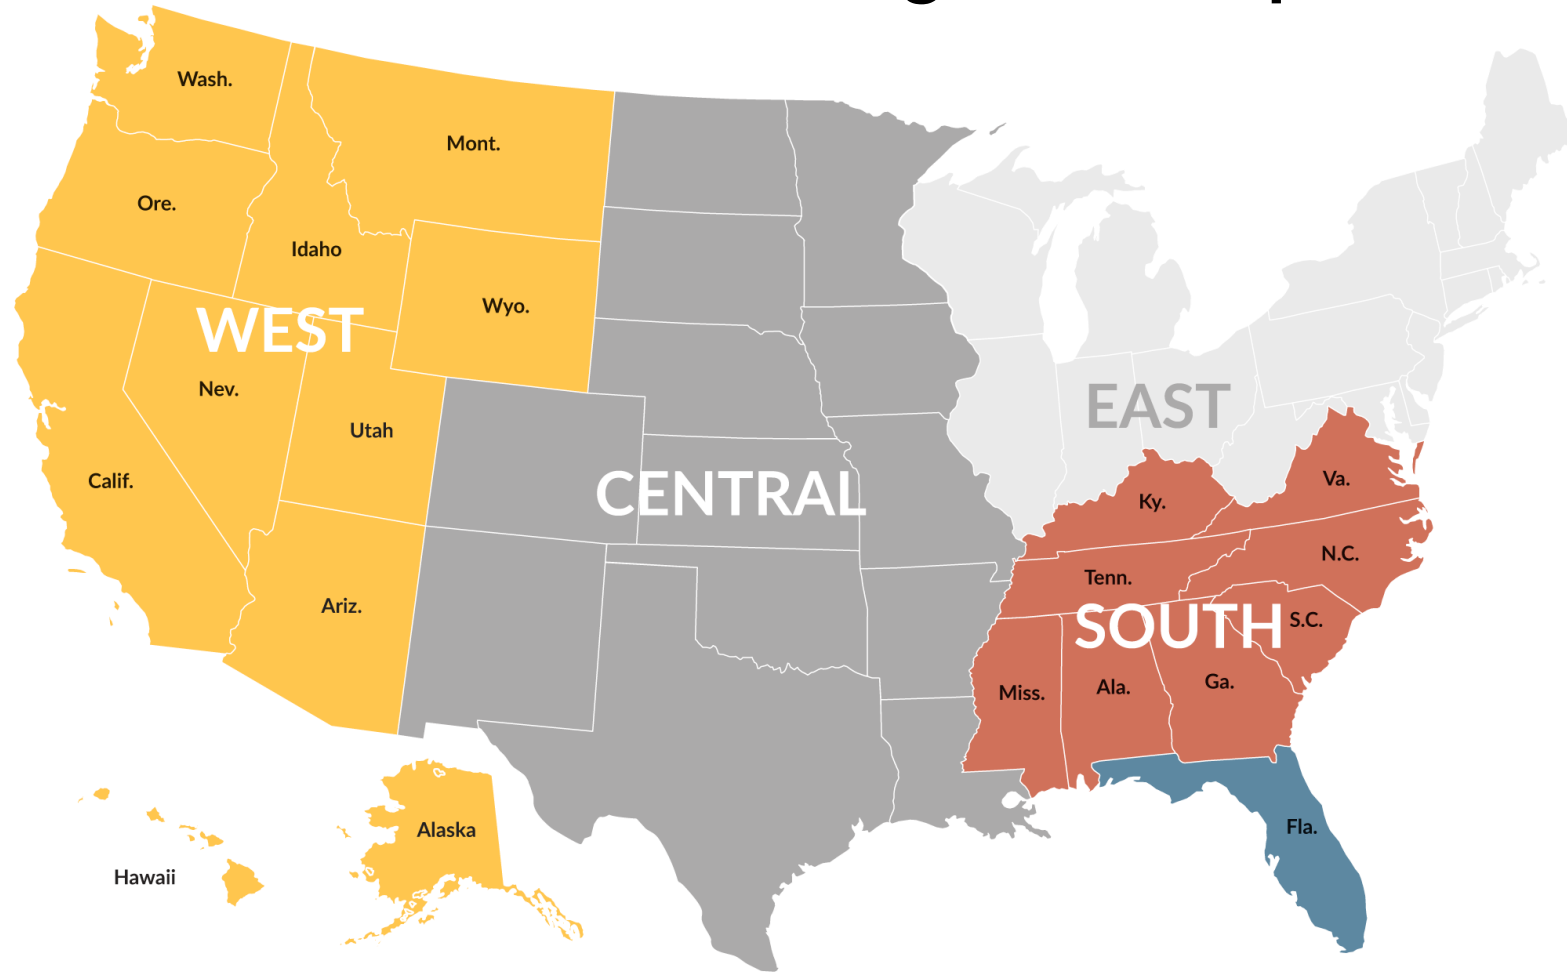 Wash.
Mont.
Ore.
Idaho
Wyo.
WEST
Nev.
Utah
Calif.
Ariz.
CENTRAL
EAST
Va.
Ky.
N.C.
Tenn.
SOUTH
S.C.
Miss.
Ala.
Ga.
Fla.
Alaska
Hawaii